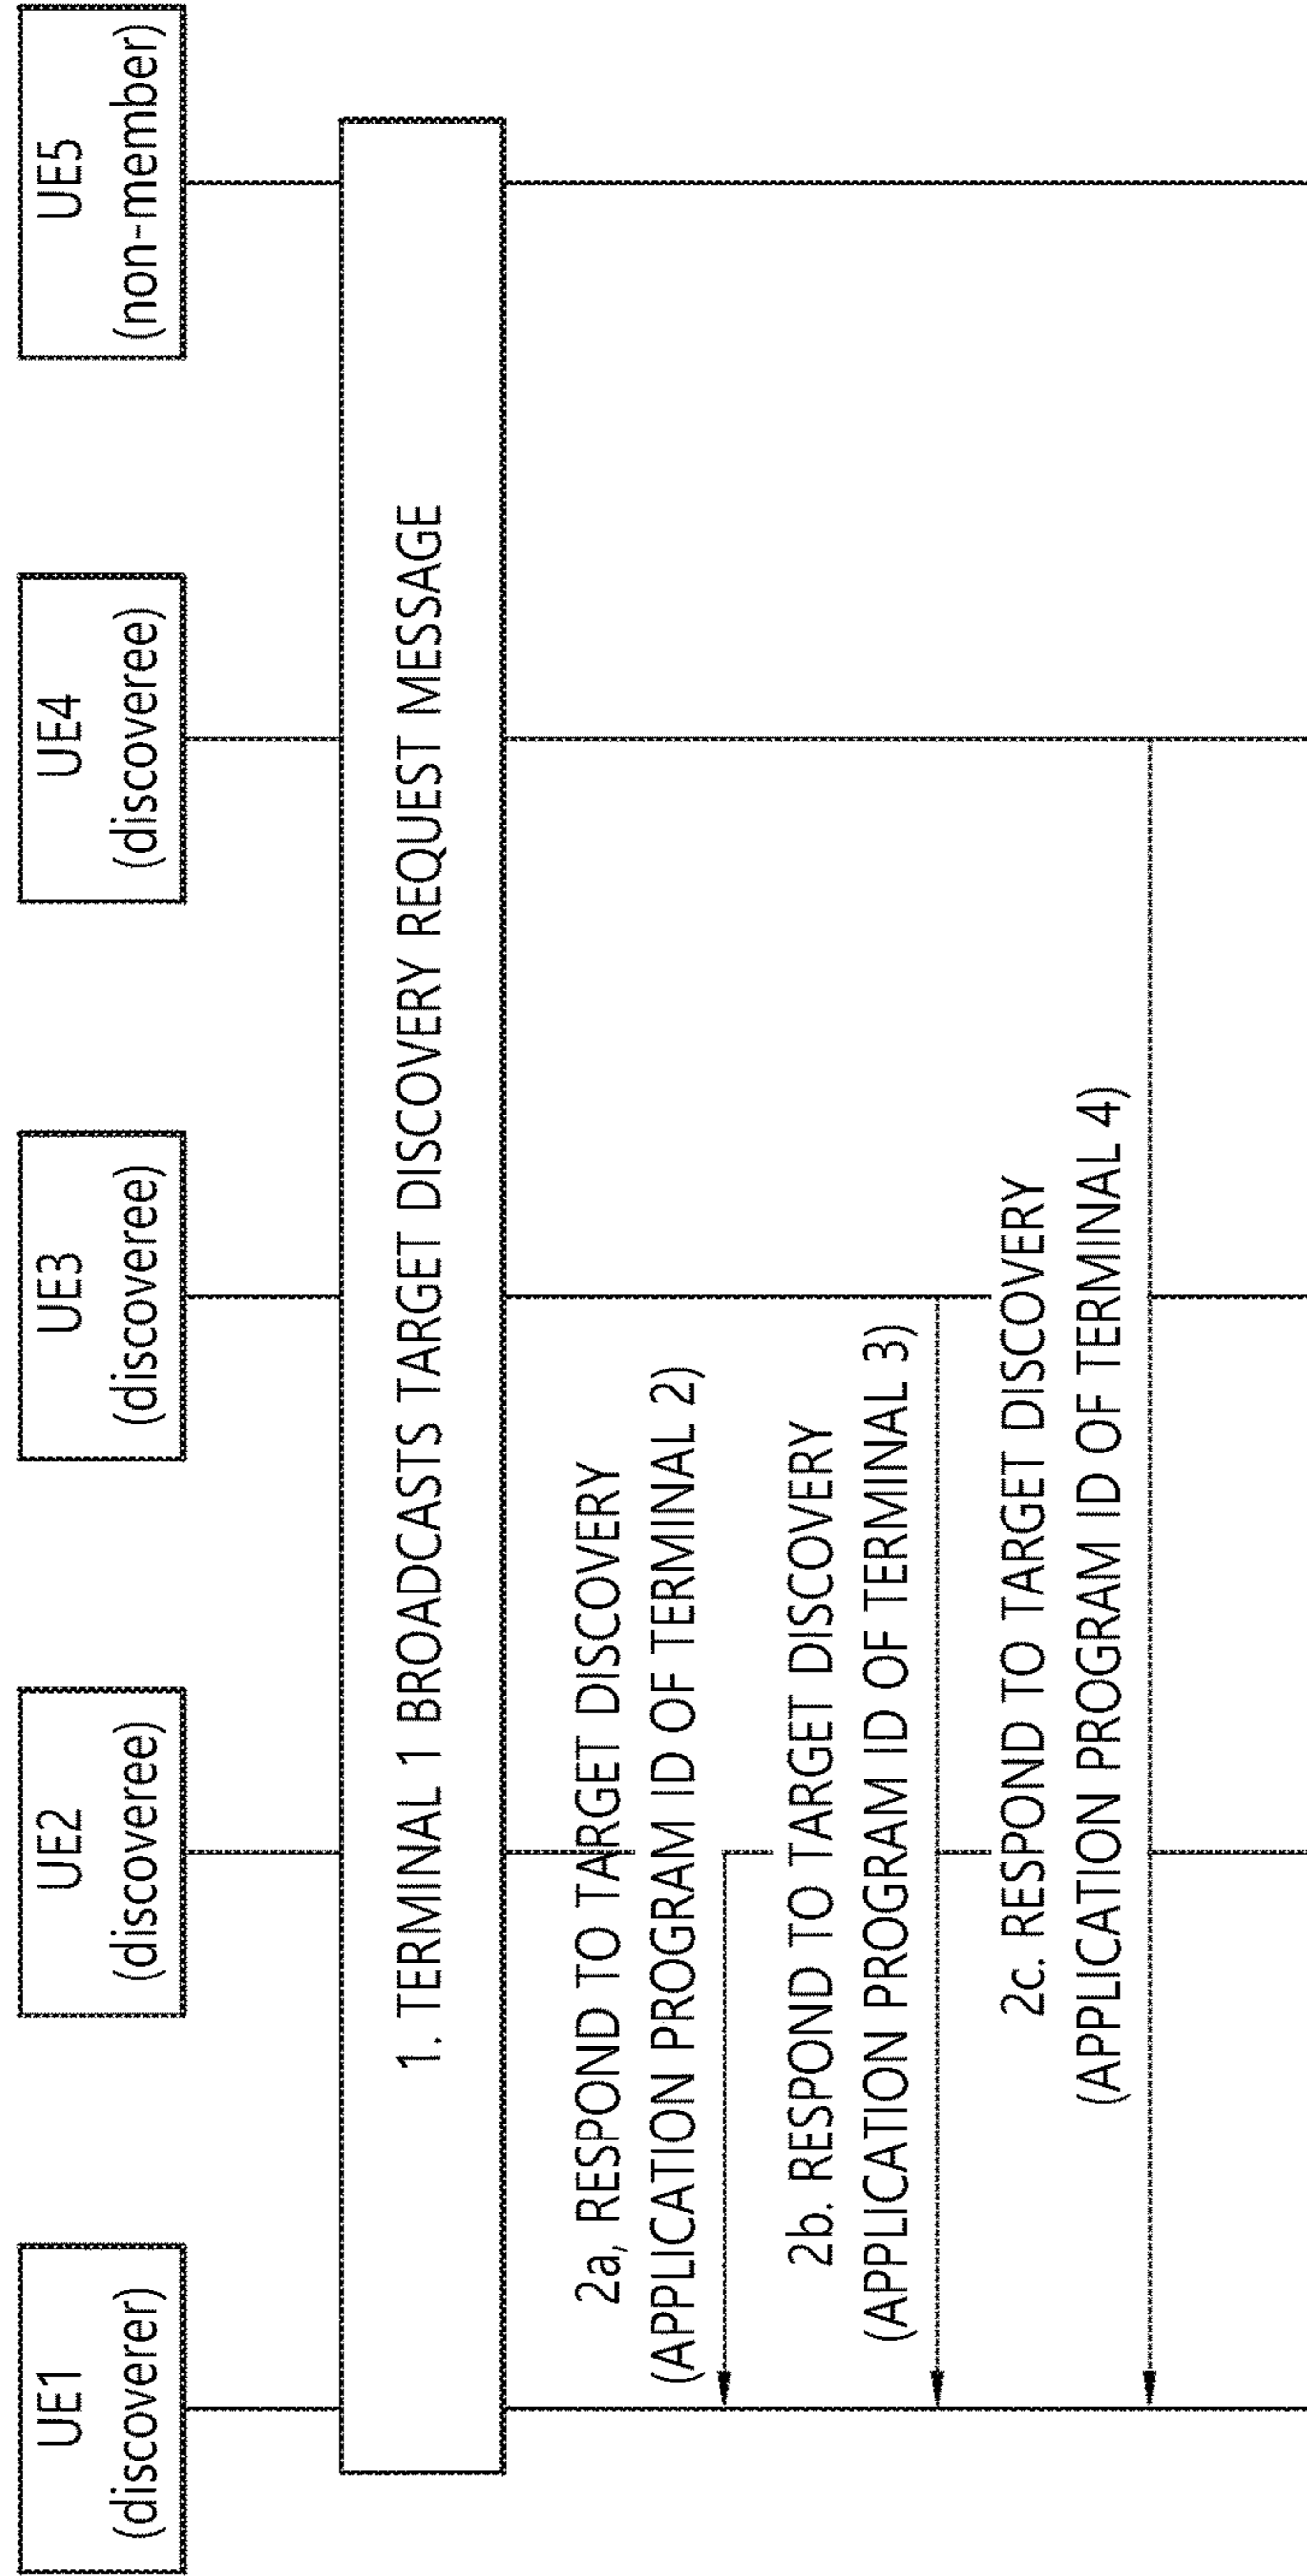 UE1
(discoverer)
UE2
(discoveree)
UE3
(discoveree)
UE4
(discoveree)
UE5
(non-member)
1. TERMINAL 1 BROADCASTS TARGET DISCOVERY REQUEST MESSAGE
2a, RESPOND TO TARGET DISCOVERY
(APPLICATION PROGRAM ID OF TERMINAL 2)
2b. RESPOND TO TARGET DISCOVERY
(APPLICATION PROGRAM ID OF TERMINAL 3)
2c. RESPOND TO TARGET DISCOVERY
(APPLICATION PROGRAM ID OF TERMINAL 4)